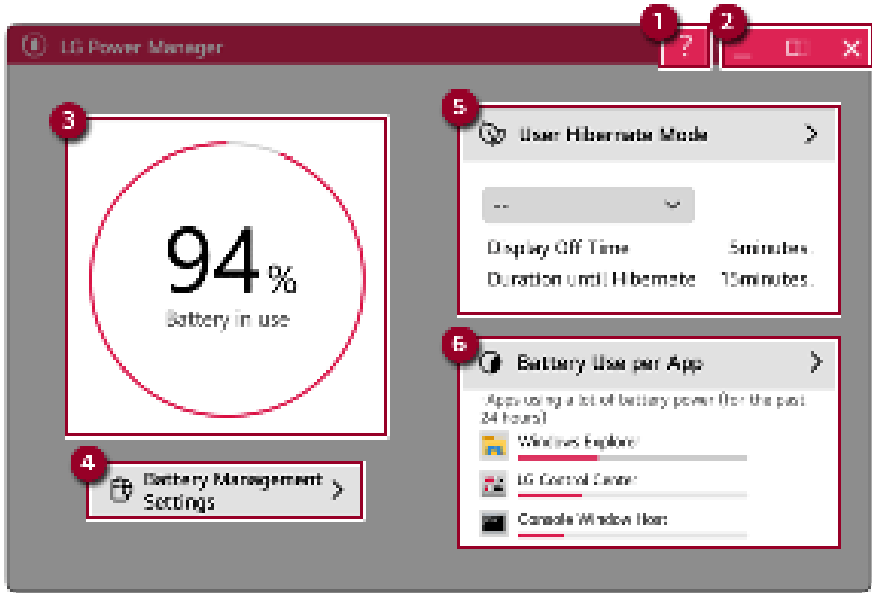 1
2
LG Power Manager
?
3
94%
Battery in use
4
Battery Management
Settings
5
User Hibernate Mode
--
Display Off Time 5minutes.
Duration until Hibernate 15minutes.
6
Battery Use per App
Apps using a lot of battery power (for the past
24 hours)
Windows Explorer
LG Control Center
Console Window Host